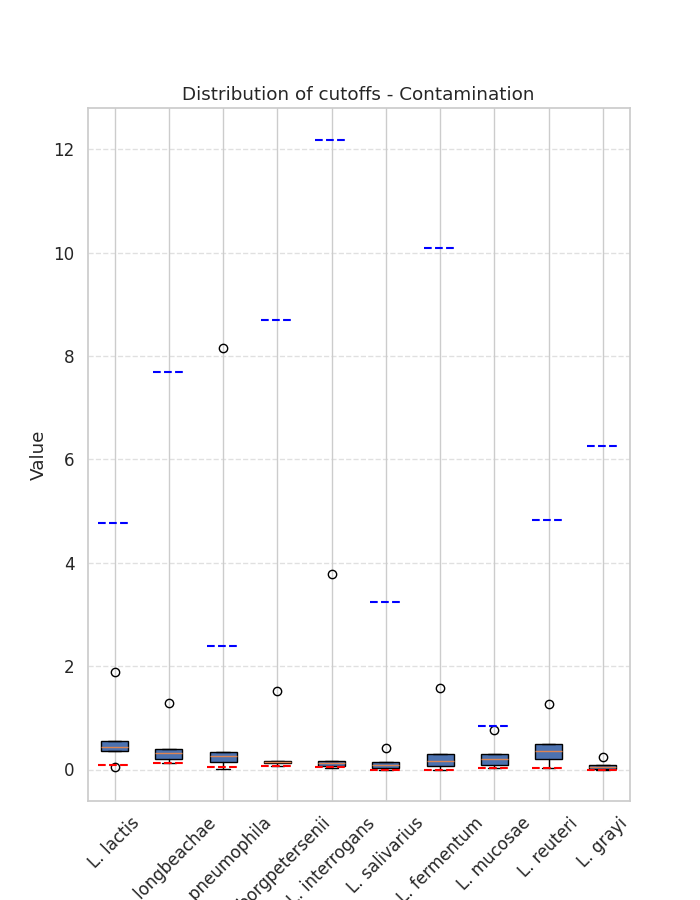 Distribution of cutoffs - Contamination
Value
12
10
8
6
4
2
0
L. lactis
longbeachae
pneumophila
borgpetersenii
L. interrogans
L. salivarius
L. fermentum
L. mucosae
L. reuteri
L. grayi